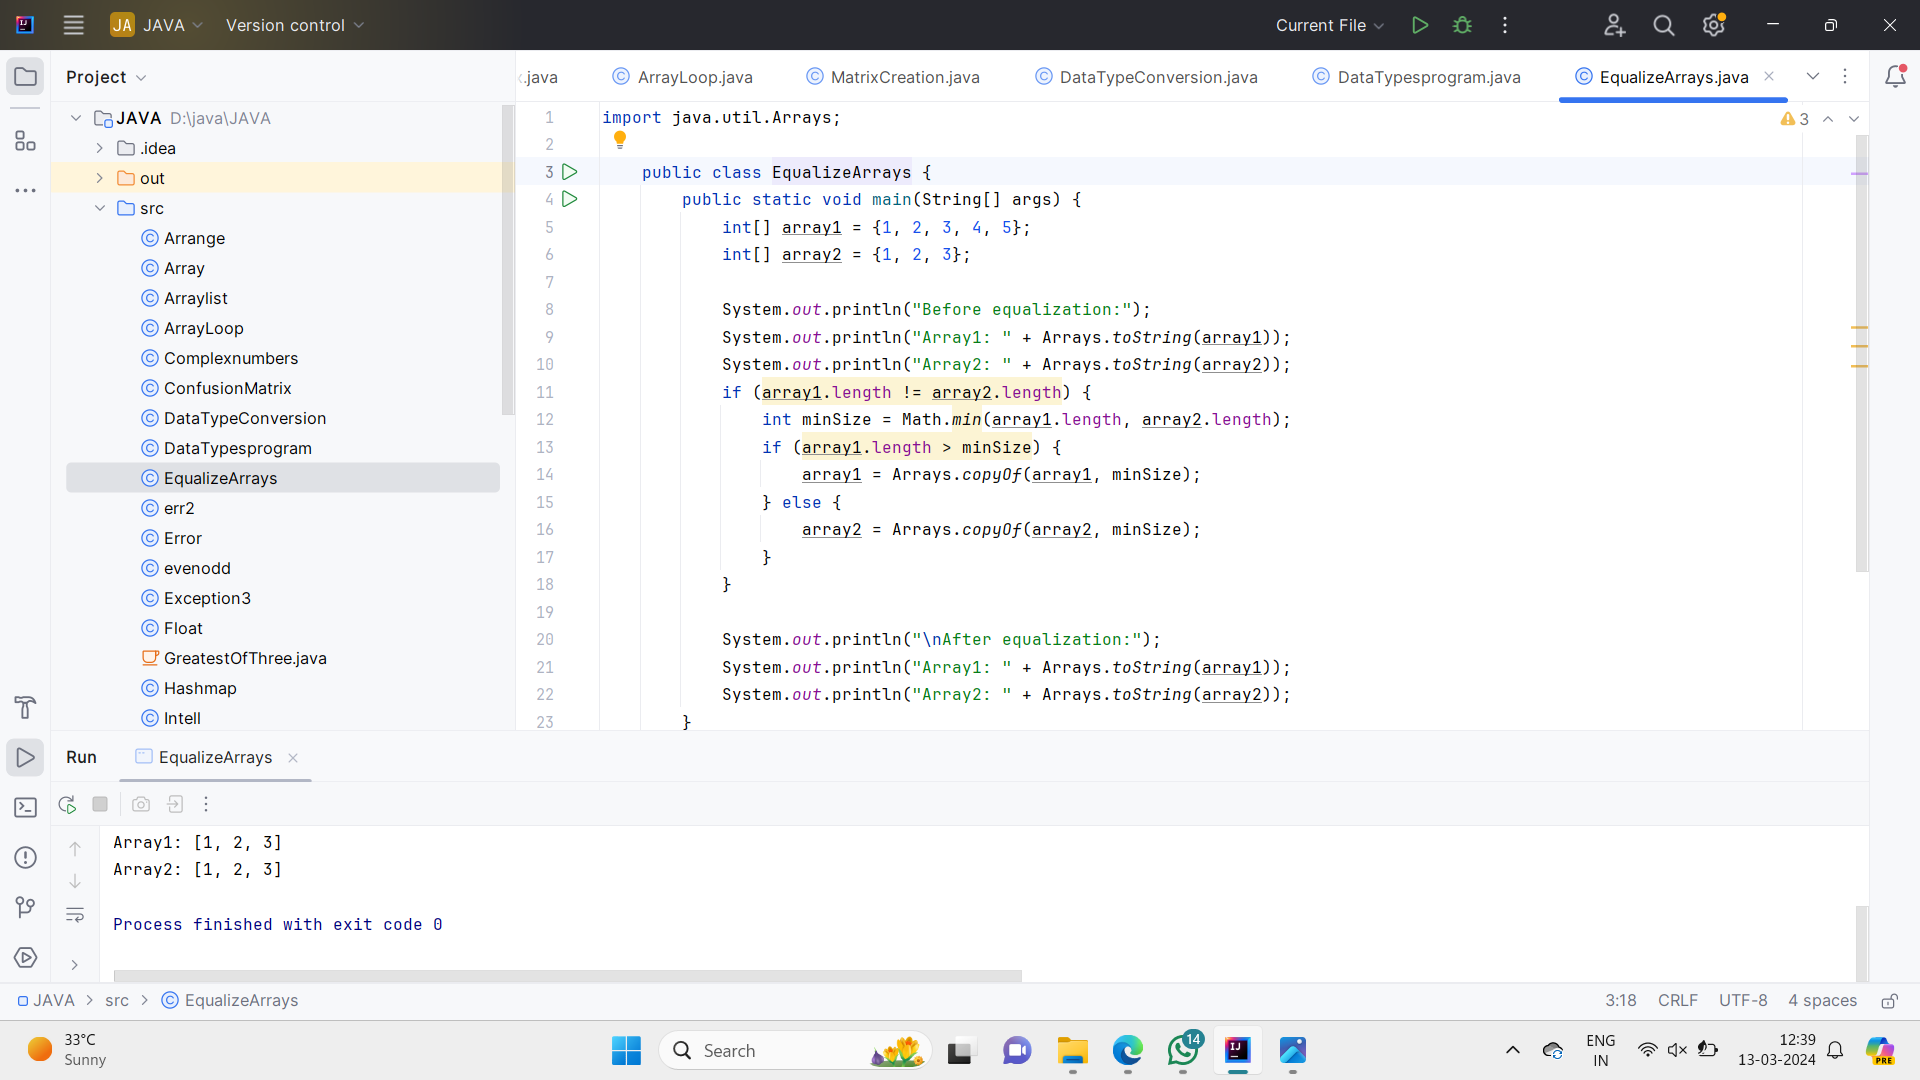 JA JAVA Version control Current File
Project
.java ArrayLoop.java MatrixCreation.java DataTypeConversion.java DataTypesprogram.java EqualizeArrays.java
JAVA D:\java\JAVA
.idea
out
src
Arrange
Array
Arraylist
ArrayLoop
Complexnumbers
ConfusionMatrix
DataTypeConversion
DataTypesprogram
EqualizeArrays
err2
Error
evenodd
Exception3
Float
GreatestOfThree.java
Hashmap
Intell
3
1 import java.util.Arrays;
2
3 public class EqualizeArrays {
4 public static void main(String[] args) {
5 int[] array1 = {1, 2, 3, 4, 5};
6 int[] array2 = {1, 2, 3};
7
8 System.out.println("Before equalization:");
9 System.out.println("Array1: " + Arrays.toString(array1));
10 System.out.println("Array2: " + Arrays.toString(array2));
11 if (array1.length != array2.length) {
12 int minSize = Math.min(array1.length, array2.length);
13 if (array1.length > minSize) {
14 array1 = Arrays.copyOf(array1, minSize);
15 } else {
16 array2 = Arrays.copyOf(array2, minSize);
17 }
18 }
19
20 System.out.println("\nAfter equalization:");
21 System.out.println("Array1: " + Arrays.toString(array1));
22 System.out.println("Array2: " + Arrays.toString(array2));
23 }
Run EqualizeArrays
Array1: [1, 2, 3]
Array2: [1, 2, 3]
Process finished with exit code 0
JAVA > src > EqualizeArrays 3:18 CRLF UTF-8 4 spaces
33°C
Sunny
Search
14
ENG
IN
12:39
13-03-2024
PRE